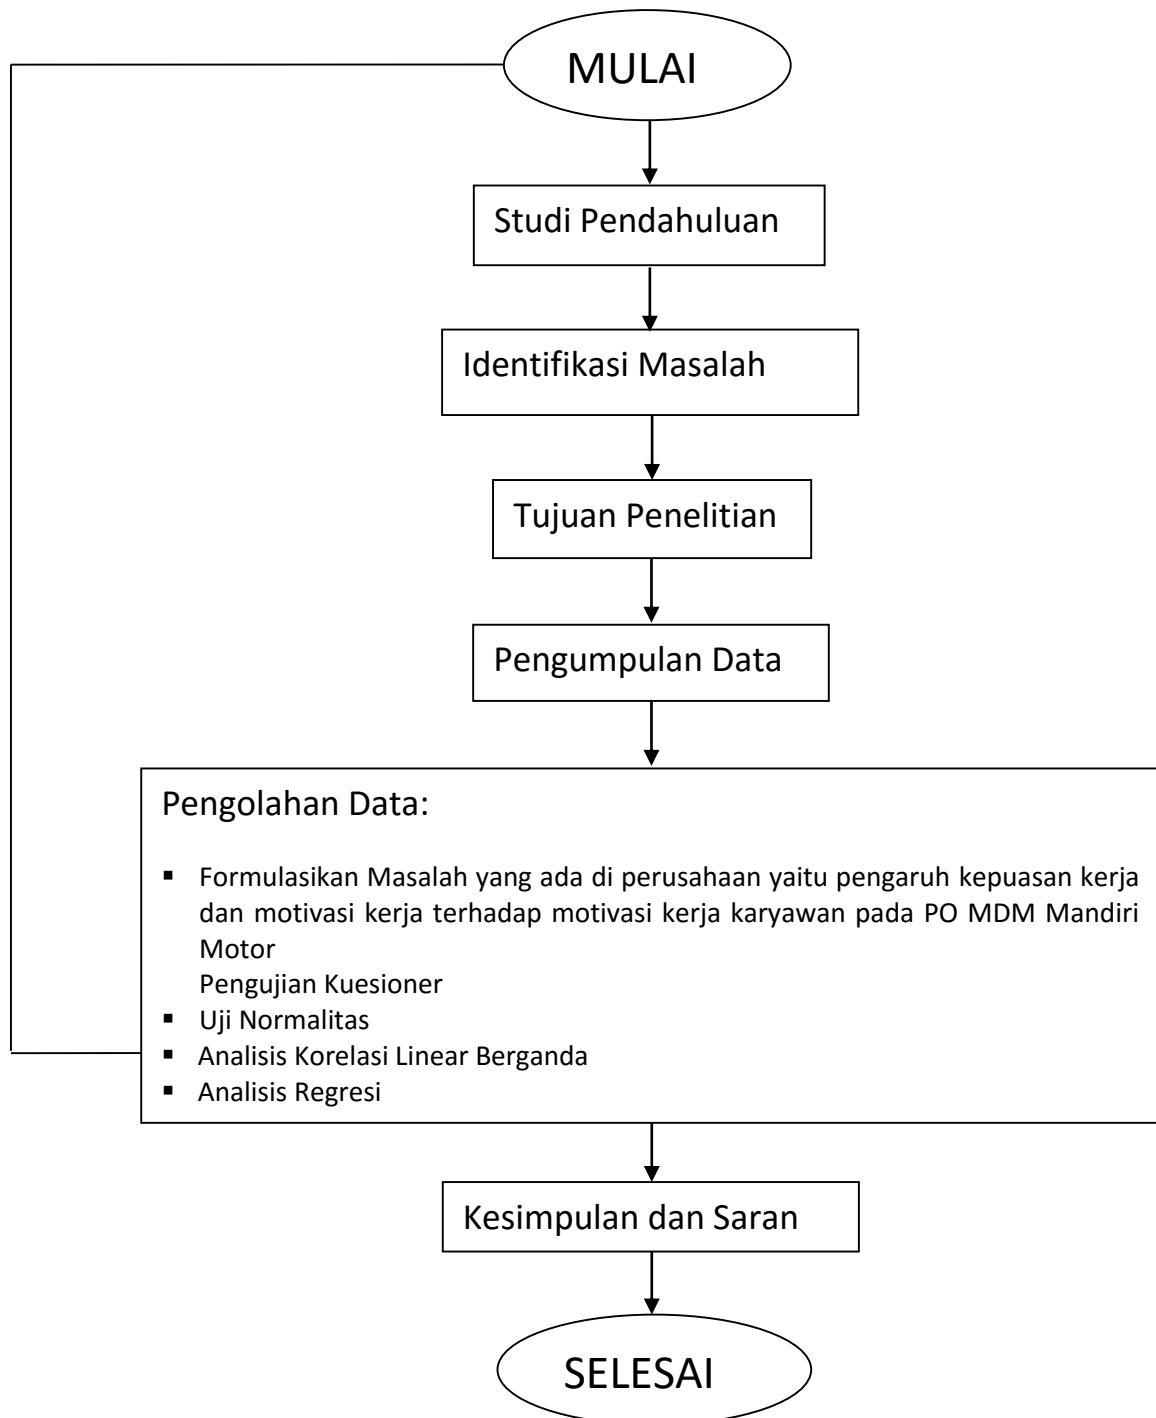 MULAI
Studi Pendahuluan
Identifikasi Masalah
Tujuan Penelitian
Pengumpulan Data
Pengolahan Data:
▪ Formulasikan Masalah yang ada di perusahaan yaitu pengaruh kepuasan kerja
dan motivasi kerja terhadap motivasi kerja karyawan pada PO MDM Mandiri
Motor
Pengujian Kuesioner
▪ Uji Normalitas
▪ Analisis Korelasi Linear Berganda
▪ Analisis Regresi
Kesimpulan dan Saran
SELESAI